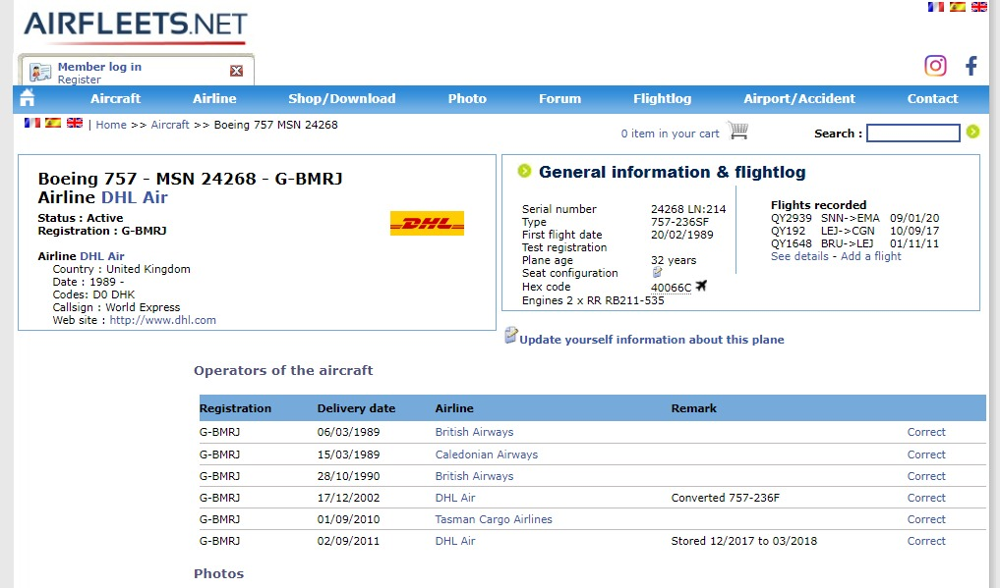 AIRFLEETS.NET
Member log in
Register
Aircraft Airline Shop/Download Photo Forum Flightlog Airport/Accident Contact
| Home >> Aircraft >> Boeing 757 MSN 24268
0 item in your cart
Search :
Boeing 757 - MSN 24268 - G-BMRJ
Airline DHL Air
Status : Active
Registration : G-BMRJ
DHL
Airline DHL Air
Country : United Kingdom
Date : 1989 -
Codes: D0 DHK
Callsign : World Express
Web site : http://www.dhl.com
General information & flightlog
Serial number 24268 LN:214
Type 757-236SF
First flight date 20/02/1989
Test registration
Plane age 32 years
Seat configuration
Hex code 40066C
Engines 2 x RR RB211-535
Flights recorded
QY2939 SNN->EMA 09/01/20
QY192 LEJ->CGN 10/09/17
QY1648 BRU->LEJ 01/11/11
See details - Add a flight
Update yourself information about this plane
Operators of the aircraft
Registration Delivery date Airline Remark
G-BMRJ 06/03/1989 British Airways Correct
G-BMRJ 15/03/1989 Caledonian Airways Correct
G-BMRJ 28/10/1990 British Airways Correct
G-BMRJ 17/12/2002 DHL Air Converted 757-236F Correct
G-BMRJ 01/09/2010 Tasman Cargo Airlines Correct
G-BMRJ 02/09/2011 DHL Air Stored 12/2017 to 03/2018 Correct
Photos